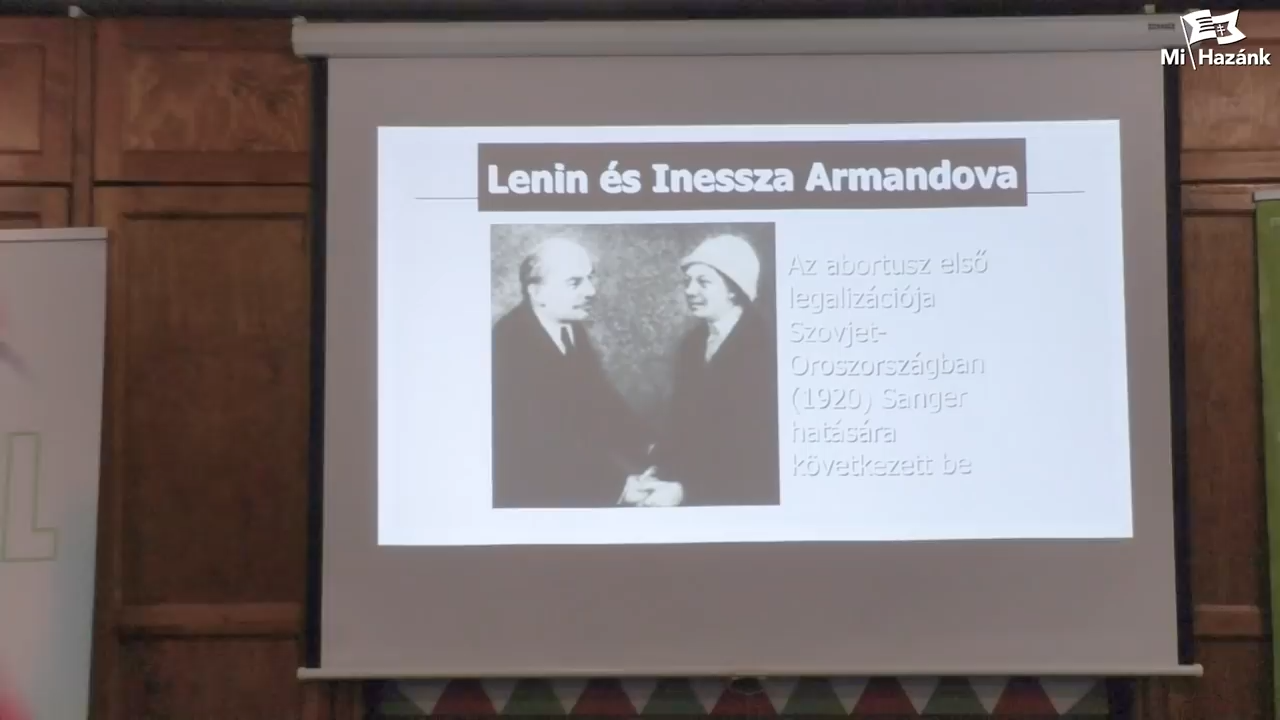 Mi Hazánk
Lenin és Inessza Armandova
Az abortusz első
legalizációja
Szovjet-
Oroszországban
(1920) Sanger
hatására
következett be
L